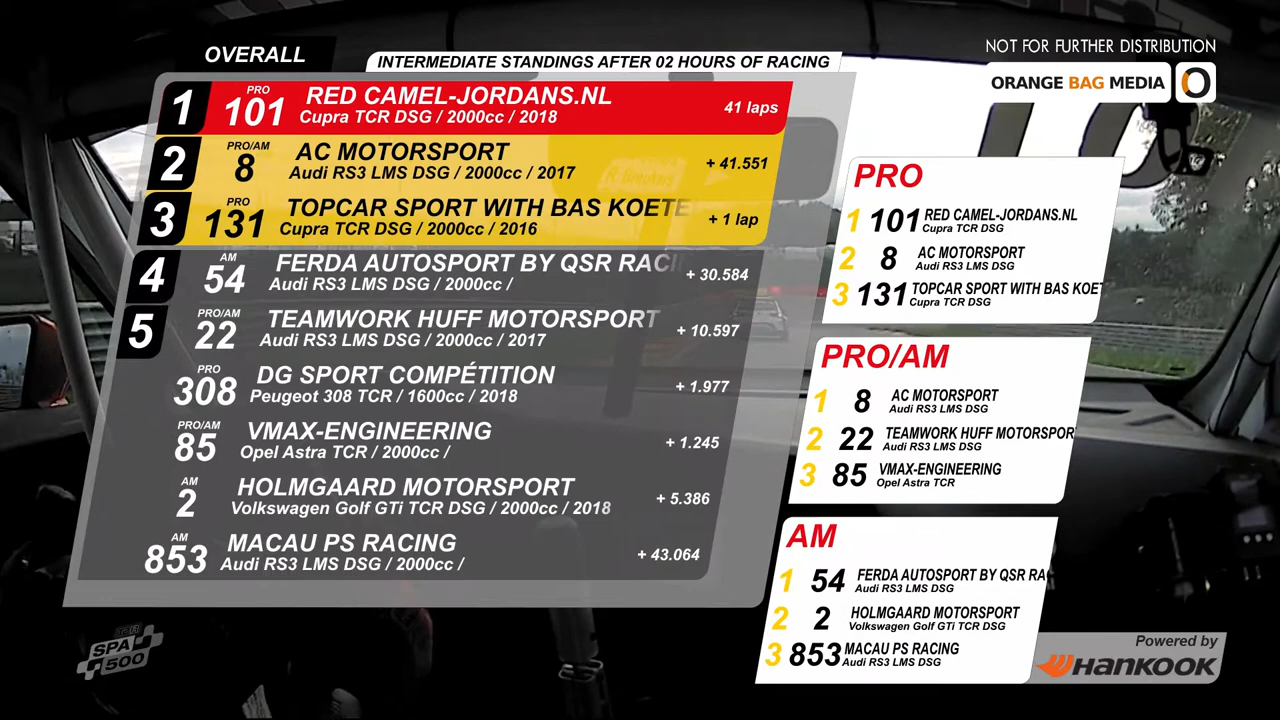 OVERALL
INTERMEDIATE STANDINGS AFTER 02 HOURS OF RACING
1 PRO 101 RED CAMEL-JORDANS.NL 41 laps
Cupra TCR DSG / 2000cc / 2018
2 PRO/AM 8 AC MOTORSPORT + 41.551
Audi RS3 LMS DSG / 2000cc / 2017
3 PRO 131 TOPCAR SPORT WITH BAS KOETE + 1 lap
Cupra TCR DSG / 2000cc / 2016
4 AM 54 FERDA AUTOSPORT BY QSR RACI + 30.584
Audi RS3 LMS DSG / 2000cc /
5 PRO/AM 22 TEAMWORK HUFF MOTORSPORT + 10.597
Audi RS3 LMS DSG / 2000cc / 2017
PRO 308 DG SPORT COMPÉTITION + 1.977
Peugeot 308 TCR / 1600cc / 2018
PRO/AM 85 VMAX-ENGINEERING + 1.245
Opel Astra TCR / 2000cc /
AM 2 HOLMGAARD MOTORSPORT + 5.386
Volkswagen Golf GTi TCR DSG / 2000cc / 2018
AM 853 MACAU PS RACING + 43.064
Audi RS3 LMS DSG / 2000cc /
NOT FOR FURTHER DISTRIBUTION
ORANGE BAG MEDIA
PRO
1 101 RED CAMEL-JORDANS.NL
Cupra TCR DSG
2 8 AC MOTORSPORT
Audi RS3 LMS DSG
3 131 TOPCAR SPORT WITH BAS KOET
Cupra TCR DSG
PRO/AM
1 8 AC MOTORSPORT
Audi RS3 LMS DSG
2 22 TEAMWORK HUFF MOTORSPOR
Audi RS3 LMS DSG
3 85 VMAX-ENGINEERING
Opel Astra TCR
AM
1 54 FERDA AUTOSPORT BY QSR RA
Audi RS3 LMS DSG
2 2 HOLMGAARD MOTORSPORT
Volkswagen Golf GTi TCR DSG
3 853 MACAU PS RACING
Audi RS3 LMS DSG
TCR
SPA
500
Powered by
HANKOOK